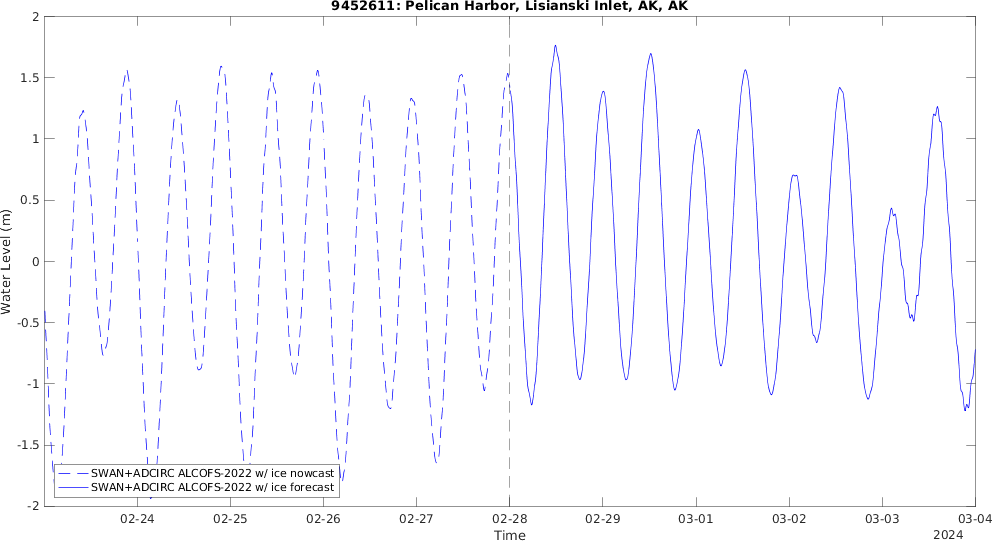 9452611: Pelican Harbor, Lisianski Inlet, AK, AK
Water Level (m)
2
1.5
1
0.5
0
-0.5
-1
-1.5
-2
SWAN+ADCIRC ALCOFS-2022 w/ ice nowcast
SWAN+ADCIRC ALCOFS-2022 w/ ice forecast
02-24 02-25 02-26 02-27 02-28 02-29 03-01 03-02 03-03 03-04
Time
2024